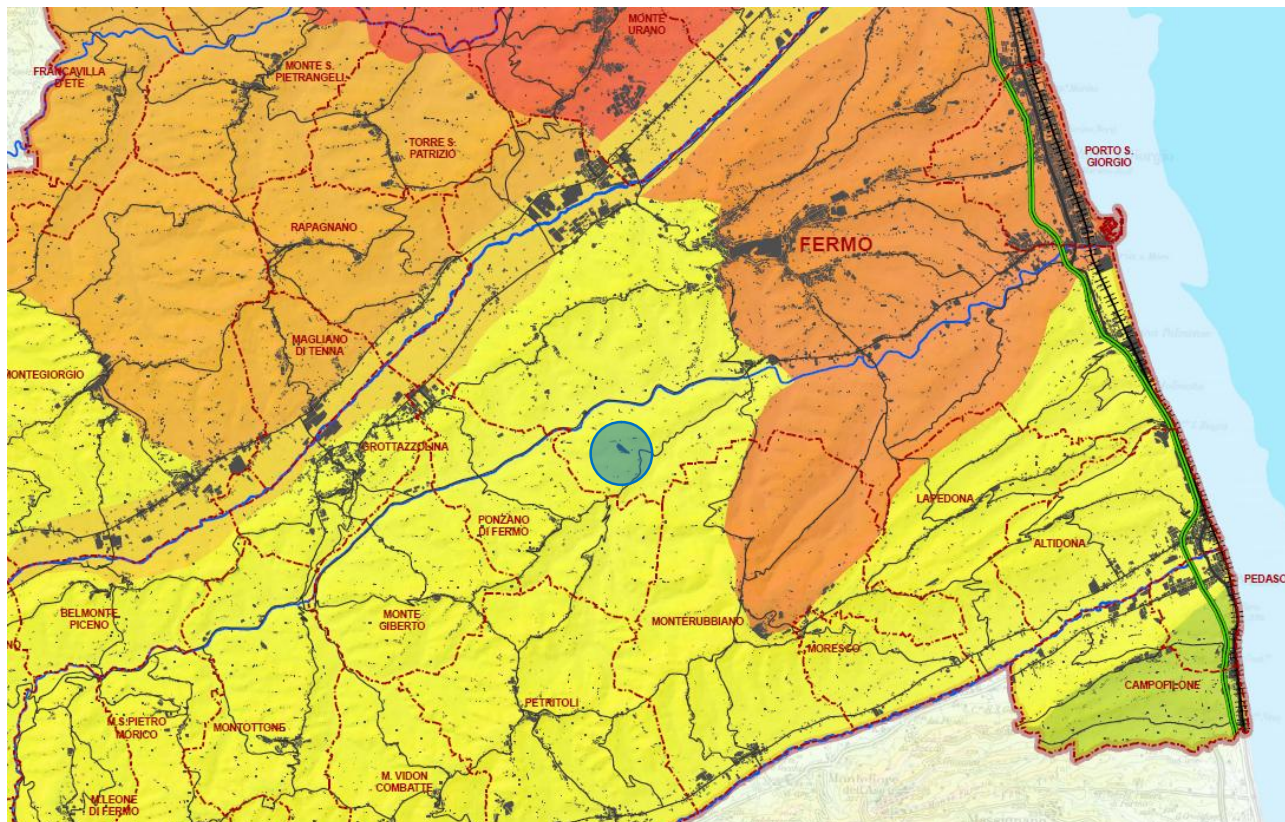 MONTE
URANO
FRANCAVILLA
D'ETE
MONTE S.
PIETRANGELI
TORRE S.
PATRIZIO
PORTO S.
GIORGIO
RAPAGNANO
FERMO
MAGLIANO
DI TENNA
MONTEGIORGIO
GROTTAZZOLINA
LAPEDONA
PONZANO
DI FERMO
ALTIDONA
PEDASO
BELMONTE
PICENO
MONTE
GIBERTO
MONTERUBBIANO
NO
MORESCO
CAMPOFILONE
PETRITOLI
M.S.PIETRO
MORICO
MONTOTTONE
M. VIDON
COMBATTE
M.LEONE
DI FERMO